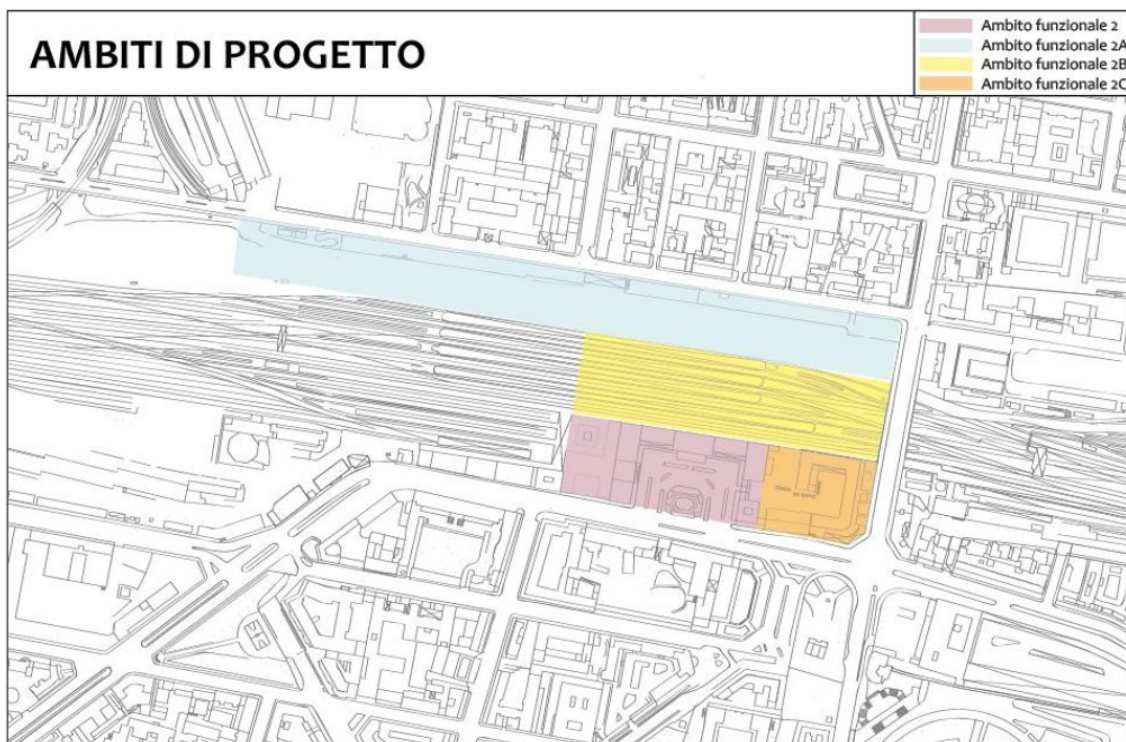 AMBITI DI PROGETTO
Ambito funzionale 2
Ambito funzionale 2A
Ambito funzionale 2B
Ambito funzionale 2C